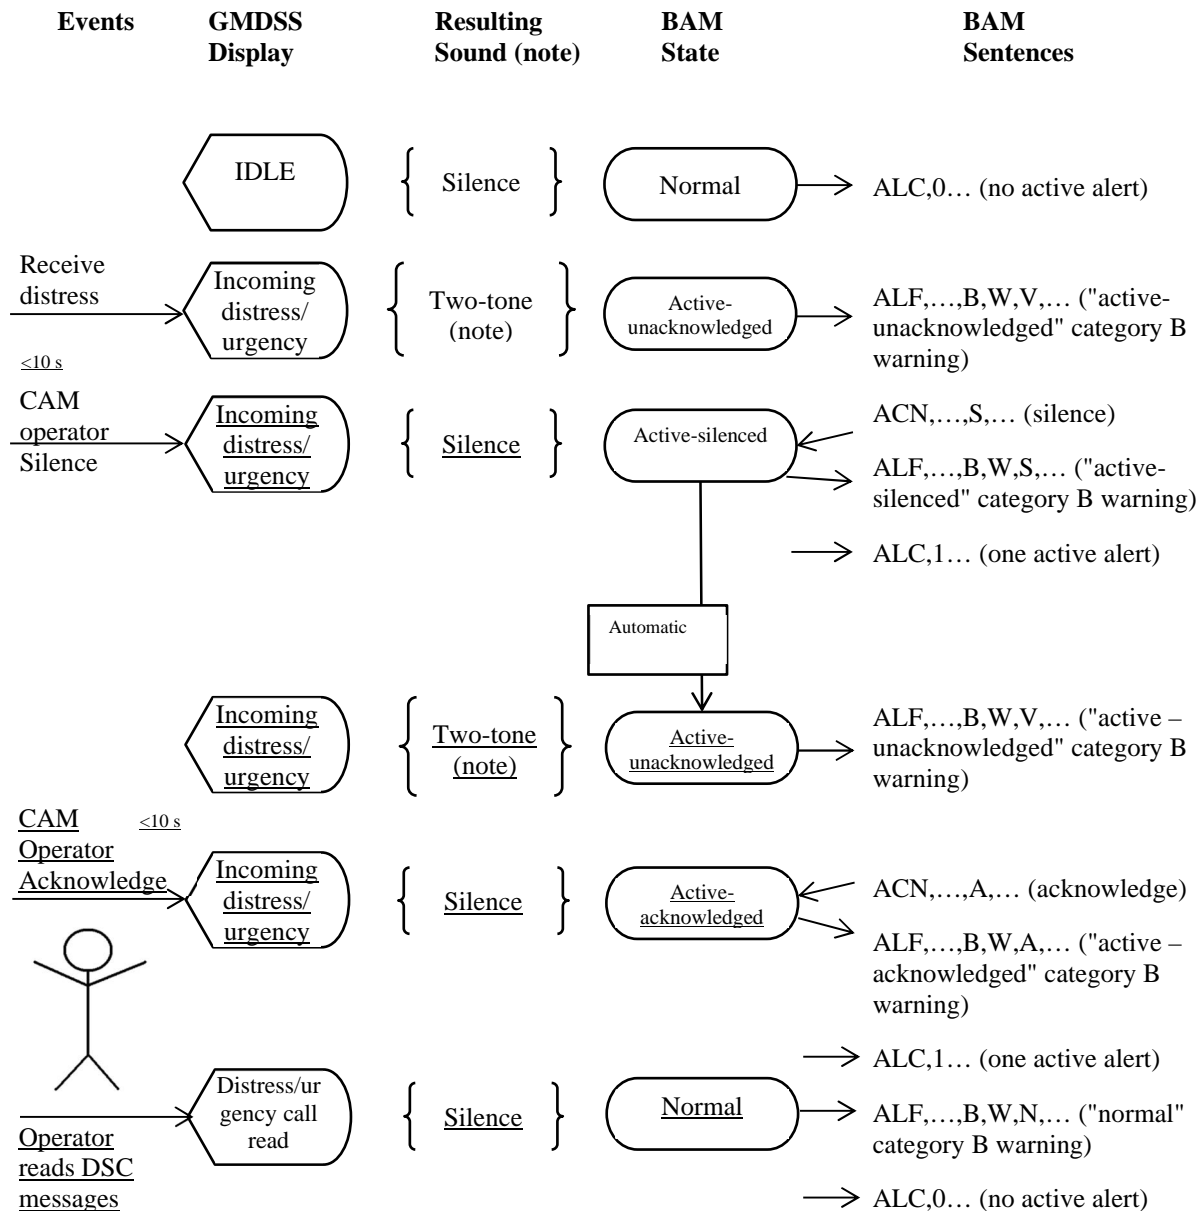 Events
GMDSS
Display
Resulting
Sound (note)
BAM
State
BAM
Sentences
IDLE
{ Silence }
Normal
ALC,0… (no active alert)
Receive
distress
<10 s
Incoming
distress/
urgency
{ Two-tone
(note) }
Active-
unacknowledged
ALF,…,B,W,V,… ("active-
unacknowledged" category B
warning)
CAM
operator
Silence
Incoming
distress/
urgency
{ Silence }
Active-silenced
ACN,…,S,… (silence)
ALF,…,B,W,S,… ("active-
silenced" category B warning)
ALC,1… (one active alert)
Automatic
Incoming
distress/
urgency
{ Two-tone
(note) }
Active-
unacknowledged
ALF,…,B,W,V,… ("active –
unacknowledged" category B
warning)
CAM <10 s
Operator
Acknowledge
Incoming
distress/
urgency
{ Silence }
Active-
acknowledged
ACN,…,A,… (acknowledge)
ALF,…,B,W,A,… ("active –
acknowledged" category B
warning)
ALC,1… (one active alert)
Operator
reads DSC
messages
Distress/ur
gency call
read
{ Silence }
Normal
ALF,…,B,W,N,… ("normal"
category B warning)
ALC,0… (no active alert)